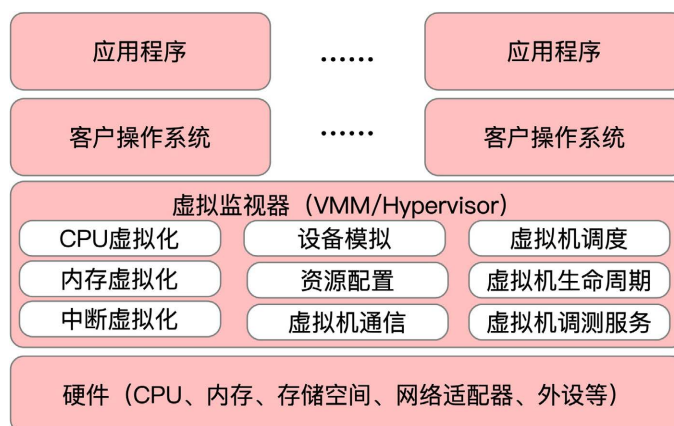 应用程序 …… 应用程序
客户操作系统 …… 客户操作系统
虚拟监视器（VMM/Hypervisor）
CPU虚拟化 设备模拟 虚拟机调度
内存虚拟化 资源配置 虚拟机生命周期
中断虚拟化 虚拟机通信 虚拟机调测服务
硬件（CPU、内存、存储空间、网络适配器、外设等）